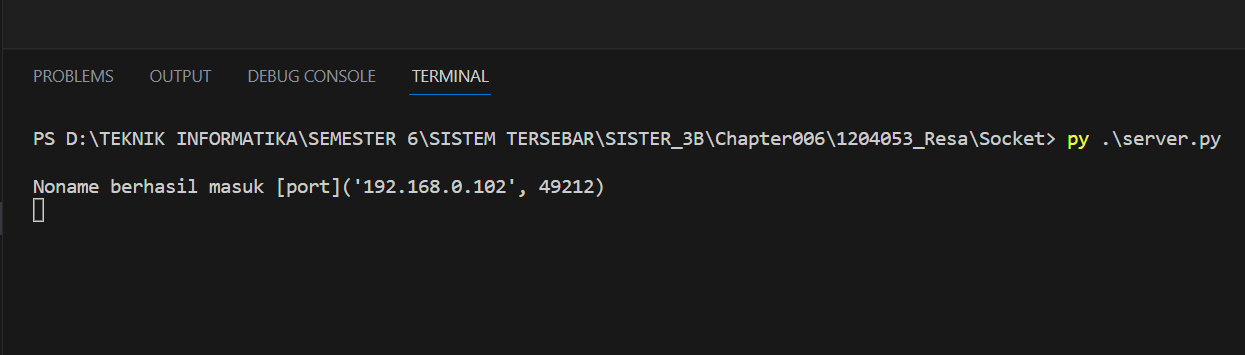 PROBLEMS OUTPUT DEBUG CONSOLE TERMINAL
PS D:\TEKNIK INFORMATIKA\SEMESTER 6\SISTEM TERSEBAR\SISTER_3B\Chapter006\1204053_Resa\Socket> py .\server.py
Noname berhasil masuk [port]('192.168.0.102', 49212)